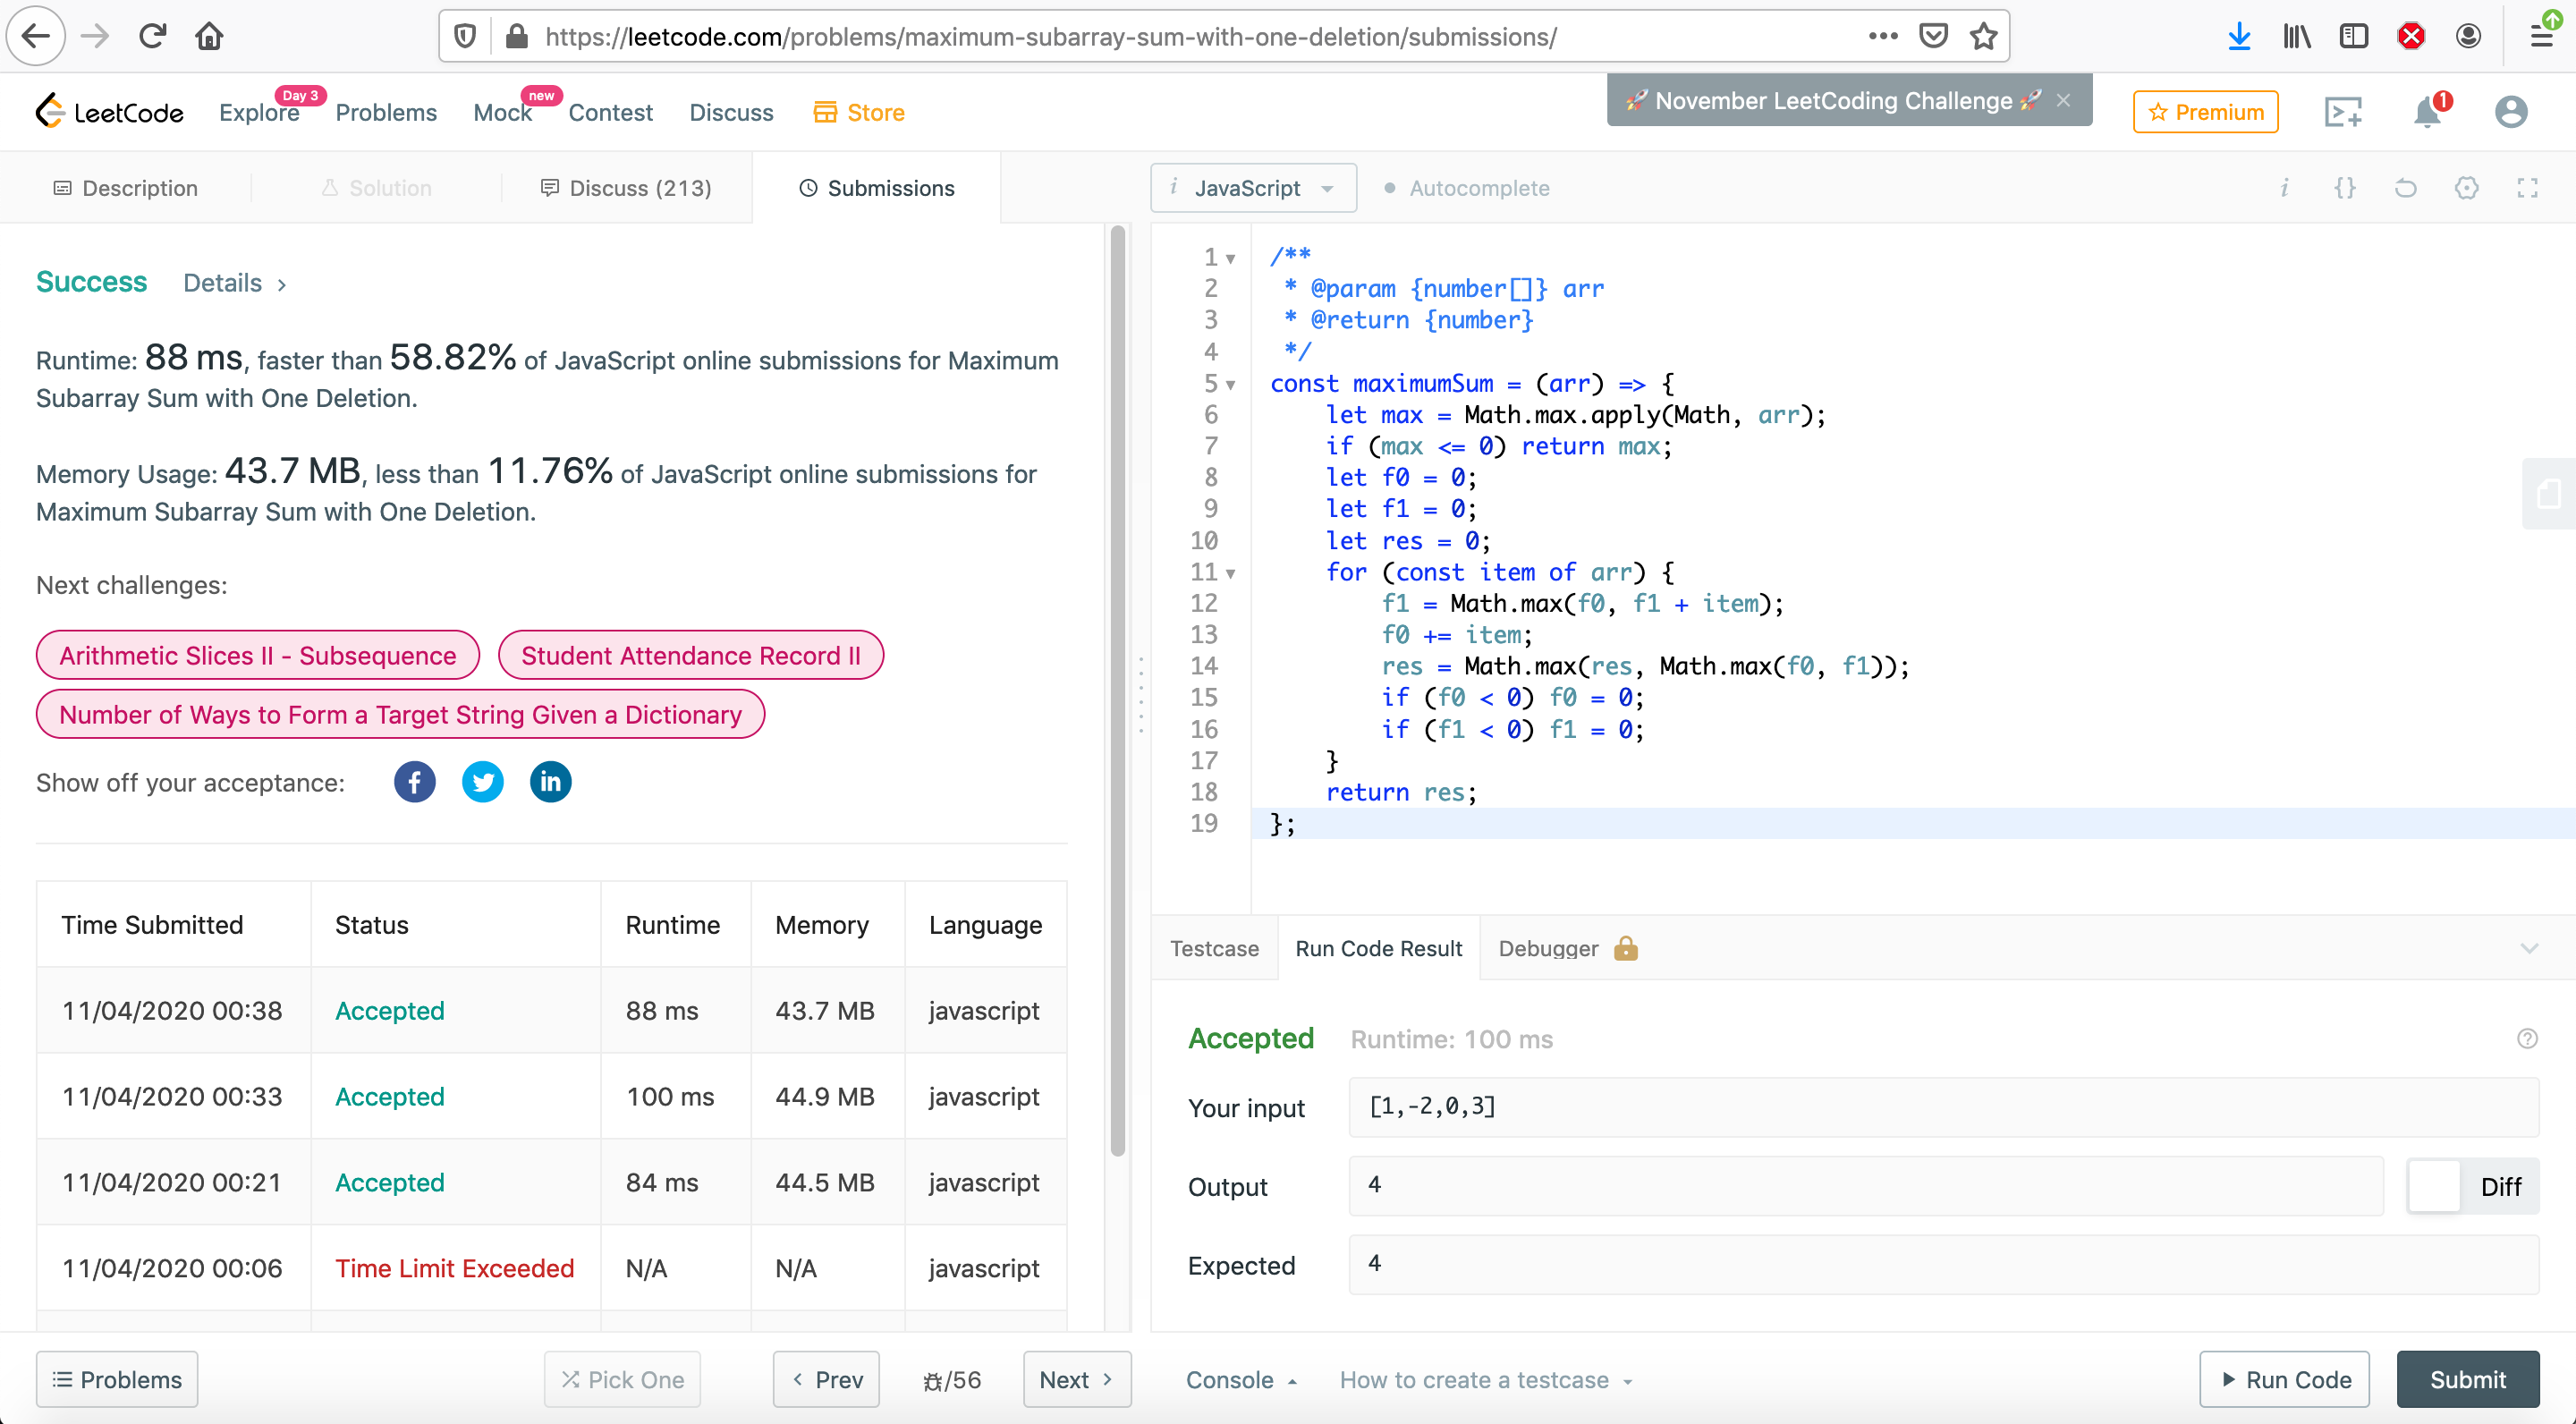 https://leetcode.com/problems/maximum-subarray-sum-with-one-deletion/submissions/
LeetCode
Explore
Day 3
Problems
Mock
new
Contest
Discuss
Store
🚀 November LeetCoding Challenge 🚀 ×
Premium
1
Description
Solution
Discuss (213)
Submissions
i JavaScript
Autocomplete
i
{}
Success Details >
Runtime: 88 ms, faster than 58.82% of JavaScript online submissions for Maximum
Subarray Sum with One Deletion.
Memory Usage: 43.7 MB, less than 11.76% of JavaScript online submissions for
Maximum Subarray Sum with One Deletion.
Next challenges:
Arithmetic Slices II - Subsequence
Student Attendance Record II
Number of Ways to Form a Target String Given a Dictionary
Show off your acceptance: f in
Time Submitted Status Runtime Memory Language
11/04/2020 00:38 Accepted 88 ms 43.7 MB javascript
11/04/2020 00:33 Accepted 100 ms 44.9 MB javascript
11/04/2020 00:21 Accepted 84 ms 44.5 MB javascript
11/04/2020 00:06 Time Limit Exceeded N/A N/A javascript
1 /**
2  * @param {number[]} arr
3  * @return {number}
4  */
5 const maximumSum = (arr) => {
6     let max = Math.max.apply(Math, arr);
7     if (max <= 0) return max;
8     let f0 = 0;
9     let f1 = 0;
10     let res = 0;
11     for (const item of arr) {
12         f1 = Math.max(f0, f1 + item);
13         f0 += item;
14         res = Math.max(res, Math.max(f0, f1));
15         if (f0 < 0) f0 = 0;
16         if (f1 < 0) f1 = 0;
17     }
18     return res;
19 };
Testcase
Run Code Result
Debugger
Accepted Runtime: 100 ms
?
Your input [1,-2,0,3]
Output 4 Diff
Expected 4
Problems
Pick One
< Prev
/56
Next >
Console
How to create a testcase
Run Code
Submit